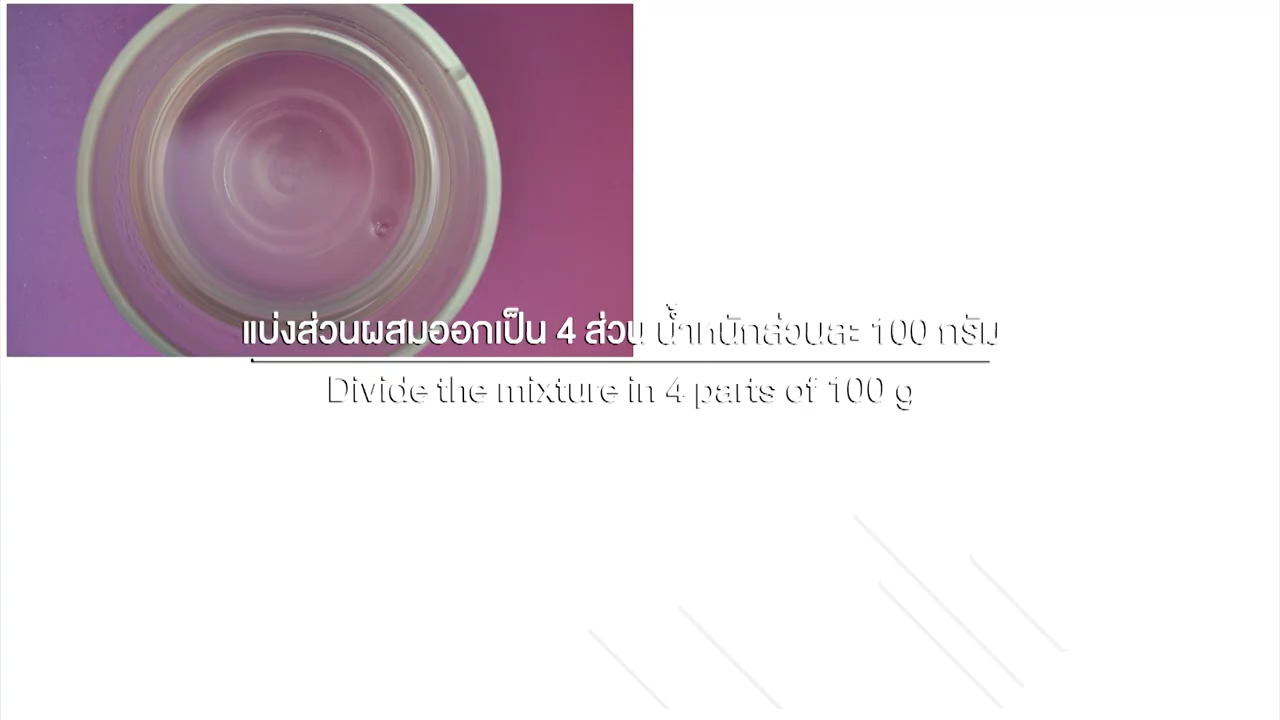 แบ่งส่วนผสมออกเป็น 4 ส่วน น้ำหนักส่วนละ 100 กรัม
Divide the mixture in 4 parts of 100 g